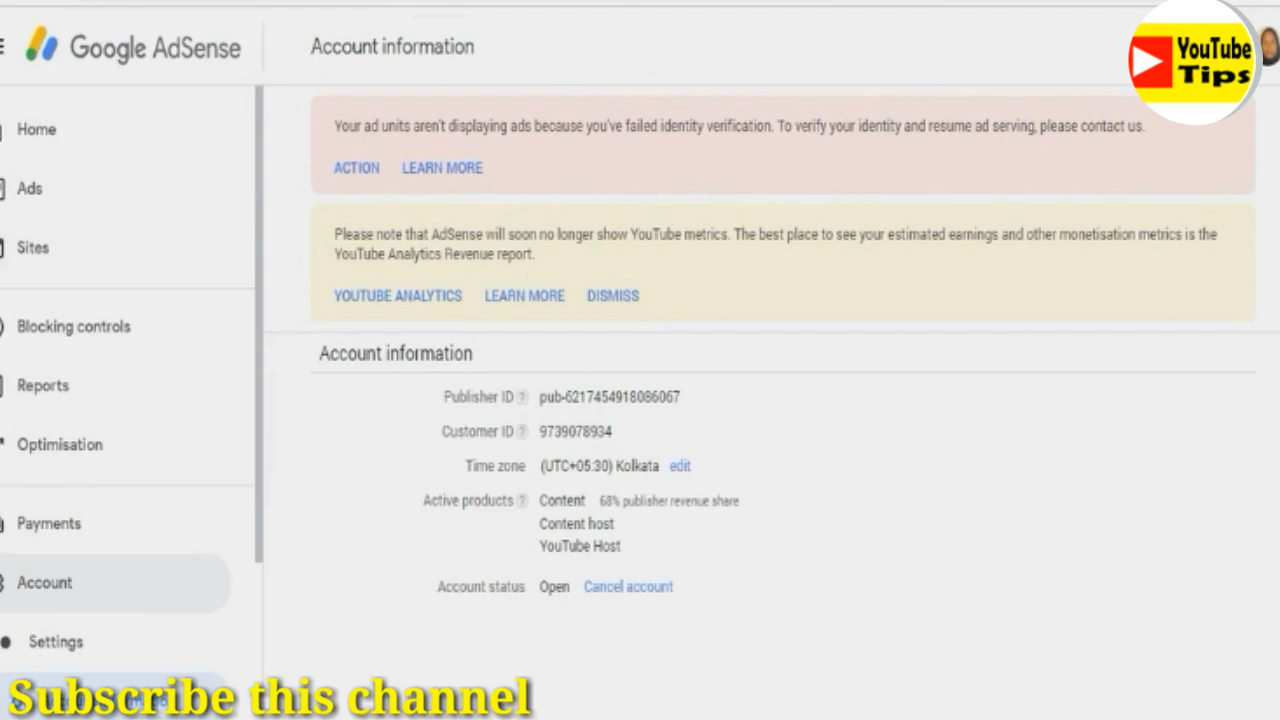 Google AdSense
Account information
YouTube
Tips
Home
Ads
Sites
Blocking controls
Reports
Optimisation
Payments
Account
Settings
Your ad units aren't displaying ads because you've failed identity verification. To verify your identity and resume ad serving, please contact us.
ACTION LEARN MORE
Please note that AdSense will soon no longer show YouTube metrics. The best place to see your estimated earnings and other monetisation metrics is the
YouTube Analytics Revenue report.
YOUTUBE ANALYTICS LEARN MORE DISMISS
Account information
Publisher ID ? pub-6217454918086067
Customer ID ? 9739078934
Time zone (UTC+05:30) Kolkata edit
Active products ? Content 68% publisher revenue share
Content host
YouTube Host
Account status Open Cancel account
Subscribe this channel